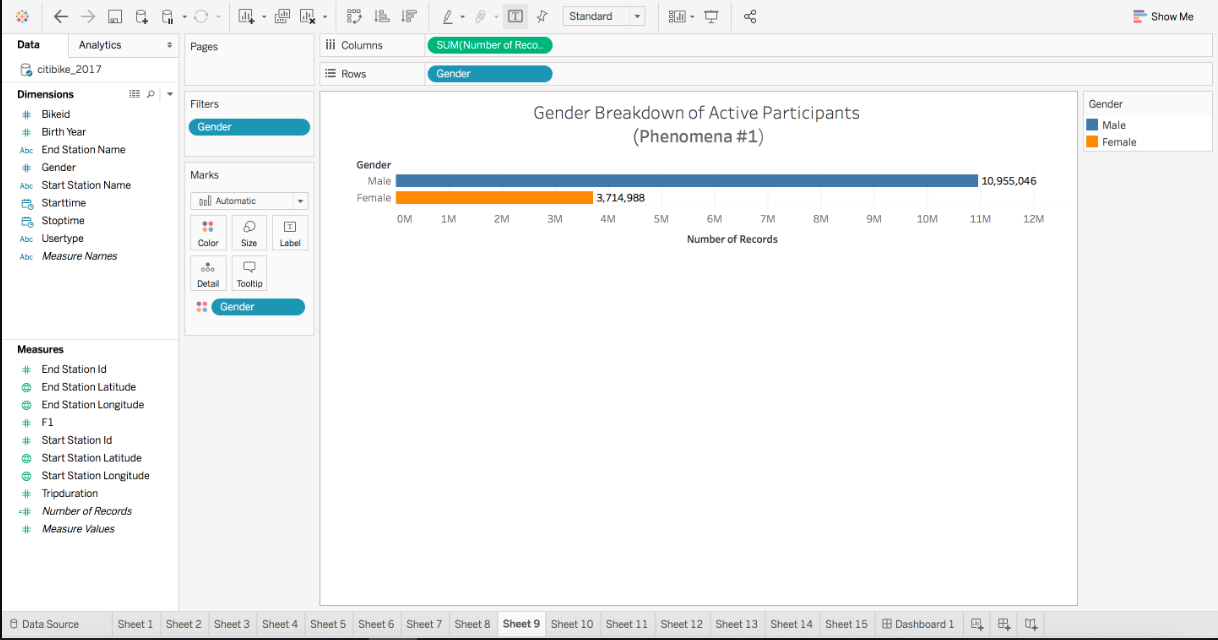 Standard
Show Me
Data
Analytics
citibike_2017
Dimensions
Bikeid
Birth Year
Abc End Station Name
Gender
Abc Start Station Name
Starttime
Stoptime
Abc Usertype
Abc Measure Names
Measures
End Station Id
End Station Latitude
End Station Longitude
F1
Start Station Id
Start Station Latitude
Start Station Longitude
Tripduration
Number of Records
Measure Values
Pages
Filters
Gender
Marks
Automatic
Color
Size
Label
Detail
Tooltip
Gender
Columns
SUM(Number of Reco..
Rows
Gender
Gender Breakdown of Active Participants
(Phenomena #1)
Gender
Male
10,955,046
Female
3,714,988
0M 1M 2M 3M 4M 5M 6M 7M 8M 9M 10M 11M 12M
Number of Records
Gender
Male
Female
Data Source
Sheet 1
Sheet 2
Sheet 3
Sheet 4
Sheet 5
Sheet 6
Sheet 7
Sheet 8
Sheet 9
Sheet 10
Sheet 11
Sheet 12
Sheet 13
Sheet 14
Sheet 15
Dashboard 1